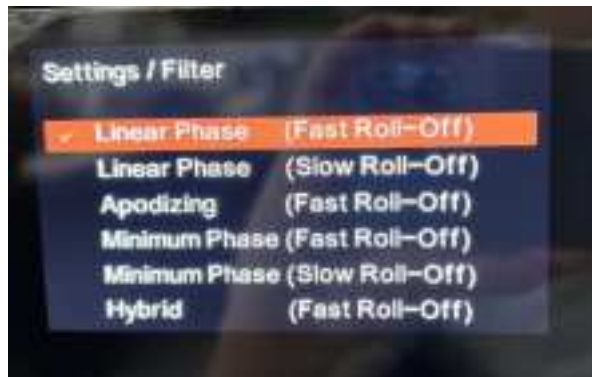 Settings / Filter
✓ Linear Phase (Fast Roll-Off)
Linear Phase (Slow Roll-Off)
Apodizing (Fast Roll-Off)
Minimum Phase (Fast Roll-Off)
Minimum Phase (Slow Roll-Off)
Hybrid (Fast Roll-Off)